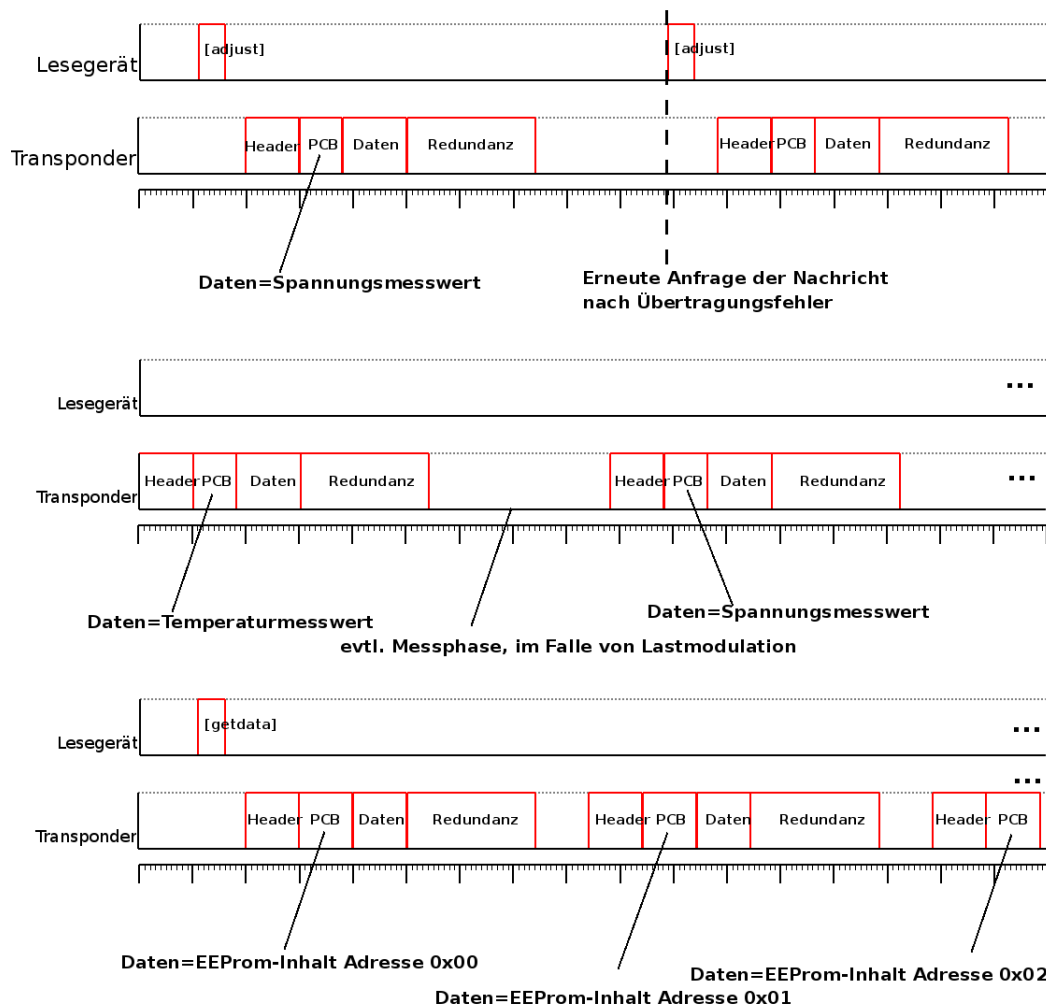 [adjust] [adjust]
Lesegerät
Header PCB Daten Redundanz Header PCB Daten Redundanz
Transponder
Daten=Spannungsmesswert
Erneute Anfrage der Nachricht
nach Übertragungsfehler
...
Lesegerät
Header PCB Daten Redundanz Header PCB Daten Redundanz ...
Transponder
Daten=Temperaturmesswert
Daten=Spannungsmesswert
evtl. Messphase, im Falle von Lastmodulation
[getdata] ...
Lesegerät
...
Header PCB Daten Redundanz Header PCB Daten Redundanz Header PCB
Transponder
Daten=EEProm-Inhalt Adresse 0x00
Daten=EEProm-Inhalt Adresse 0x02
Daten=EEProm-Inhalt Adresse 0x01